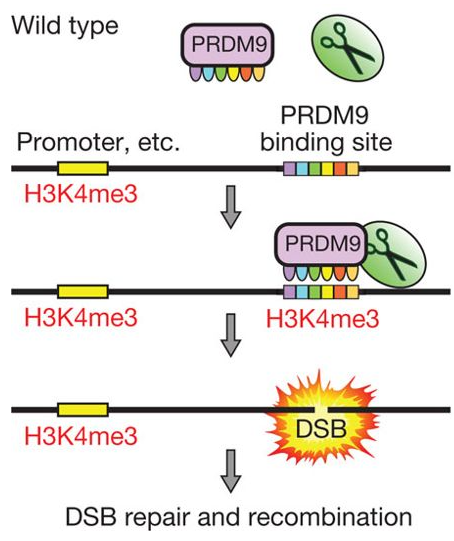 Wild type
PRDM9
Promoter, etc.
PRDM9
binding site
H3K4me3
PRDM9
H3K4me3
H3K4me3
DSB
H3K4me3
DSB repair and recombination